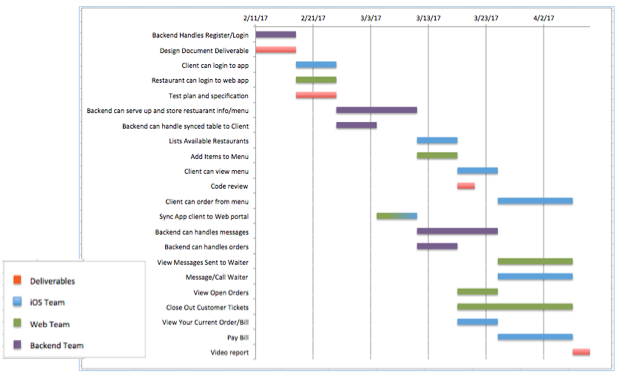 2/11/17 2/21/17 3/3/17 3/13/17 3/23/17 4/2/17
Backend Handles Register/Login
Design Document Deliverable
Client can login to app
Restaurant can login to web app
Test plan and specification
Backend can serve up and store restuarant info/menu
Backend can handle synced table to Client
Lists Available Restaurants
Add Items to Menu
Client can view menu
Code review
Client can order from menu
Sync App client to Web portal
Backend can handles messages
Backend can handles orders
View Messages Sent to Waiter
Message/Call Waiter
View Open Orders
Close Out Customer Tickets
View Your Current Order/Bill
Pay Bill
Video report
Deliverables
iOS Team
Web Team
Backend Team